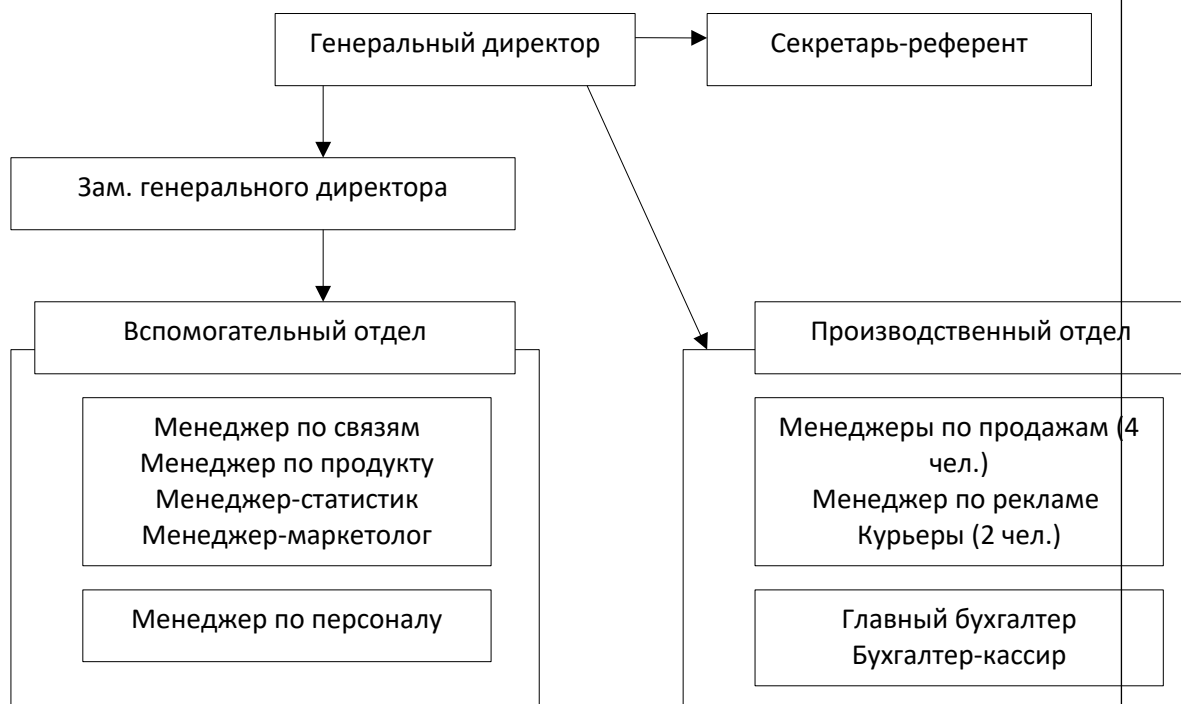 Генеральный директор
Секретарь-референт
Зам. генерального директора
Вспомогательный отдел
Менеджер по связям
Менеджер по продукту
Менеджер-статистик
Менеджер-маркетолог
Менеджер по персоналу
Производственный отдел
Менеджеры по продажам (4
чел.)
Менеджер по рекламе
Курьеры (2 чел.)
Главный бухгалтер
Бухгалтер-кассир